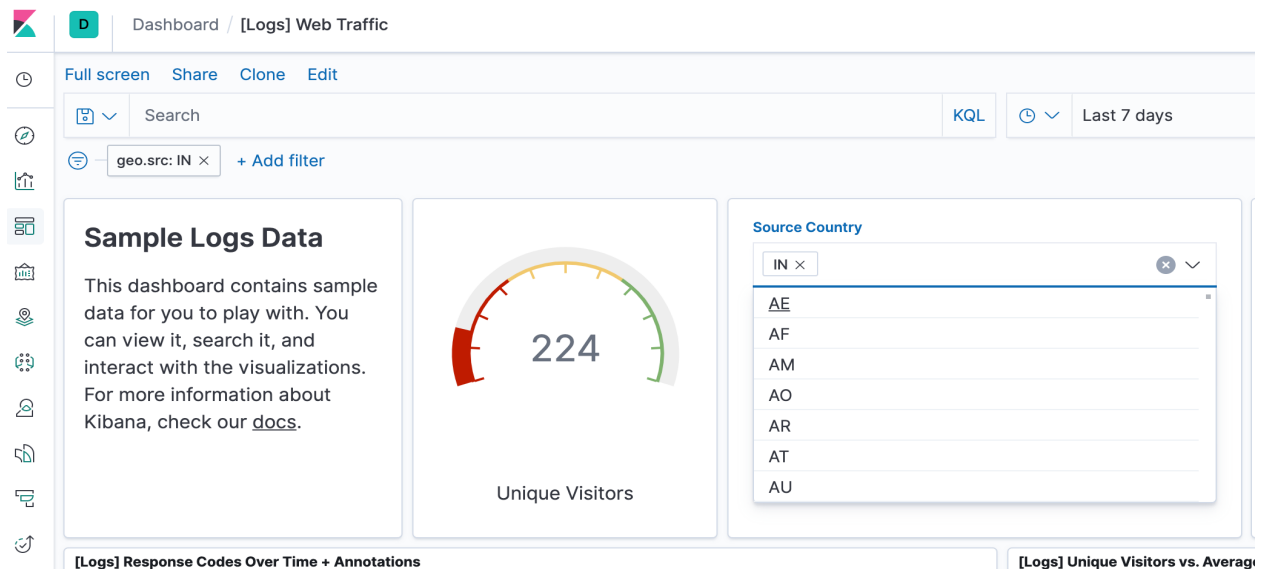 D Dashboard / [Logs] Web Traffic
Full screen Share Clone Edit
Search KQL Last 7 days
geo.src: IN × + Add filter
Sample Logs Data
This dashboard contains sample
data for you to play with. You
can view it, search it, and
interact with the visualizations.
For more information about
Kibana, check our docs.
224
Unique Visitors
Source Country
IN ×
AE
AF
AM
AO
AR
AT
AU
[Logs] Response Codes Over Time + Annotations
[Logs] Unique Visitors vs. Average